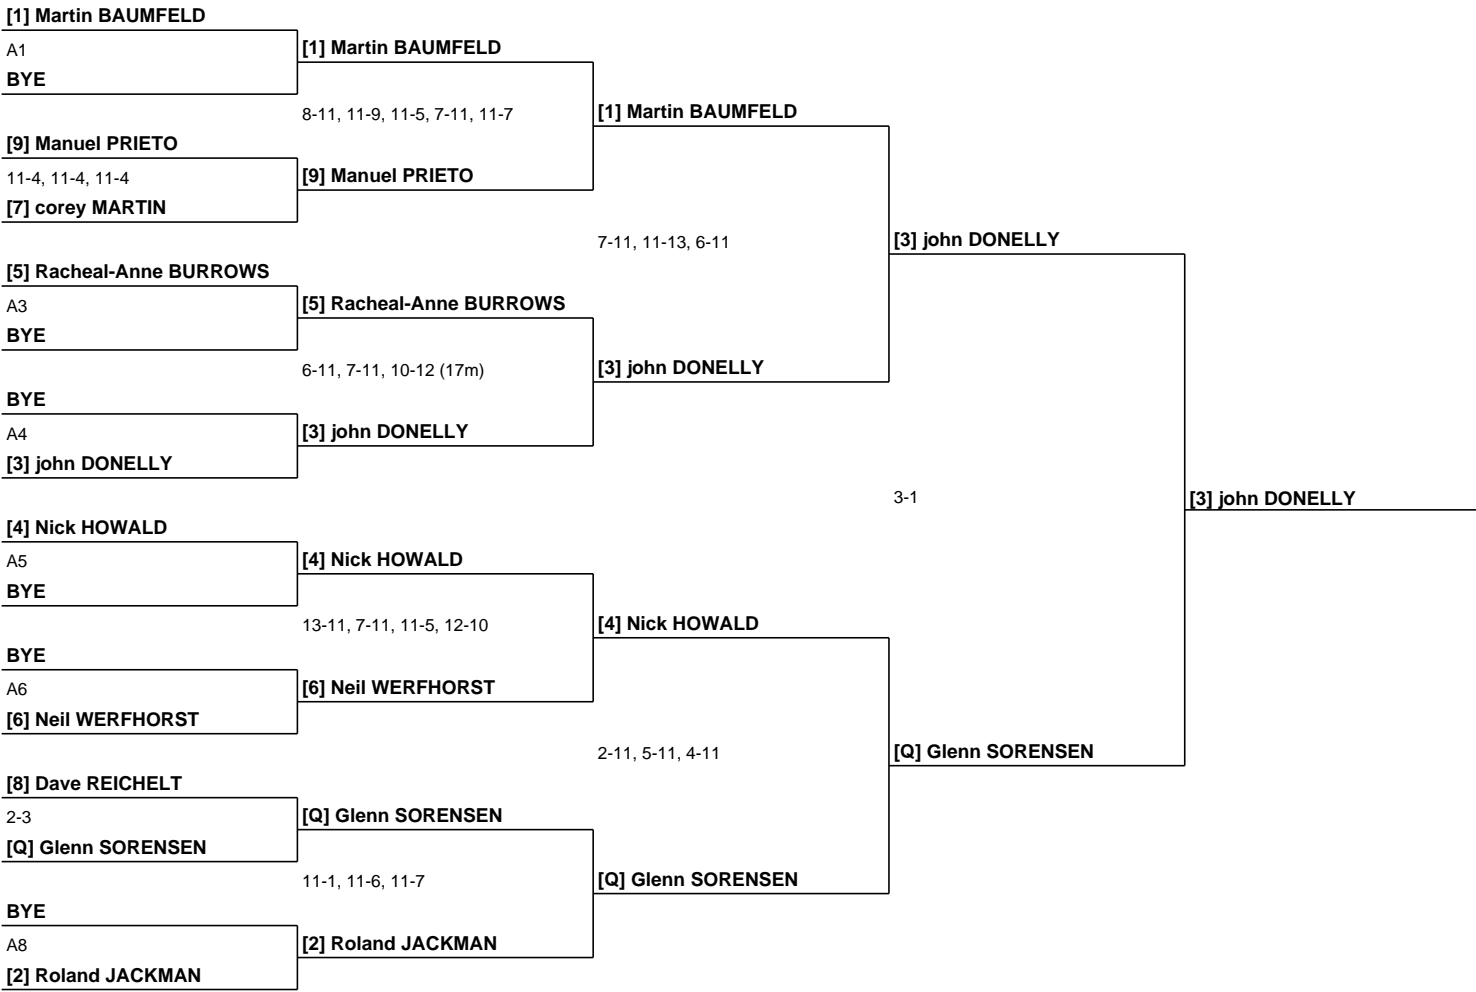 [1] Martin BAUMFELD
A1
BYE
[9] Manuel PRIETO
11-4, 11-4, 11-4
[7] corey MARTIN
[5] Racheal-Anne BURROWS
A3
BYE
BYE
A4
[3] john DONELLY
[4] Nick HOWALD
A5
BYE
BYE
A6
[6] Neil WERFHORST
[8] Dave REICHELT
2-3
[Q] Glenn SORENSEN
BYE
A8
[2] Roland JACKMAN
[1] Martin BAUMFELD
8-11, 11-9, 11-5, 7-11, 11-7
[9] Manuel PRIETO
[5] Racheal-Anne BURROWS
6-11, 7-11, 10-12 (17m)
[3] john DONELLY
[4] Nick HOWALD
13-11, 7-11, 11-5, 12-10
[6] Neil WERFHORST
[Q] Glenn SORENSEN
11-1, 11-6, 11-7
[2] Roland JACKMAN
[1] Martin BAUMFELD
7-11, 11-13, 6-11
[3] john DONELLY
[4] Nick HOWALD
2-11, 5-11, 4-11
[Q] Glenn SORENSEN
[3] john DONELLY
3-1
[Q] Glenn SORENSEN
[3] john DONELLY